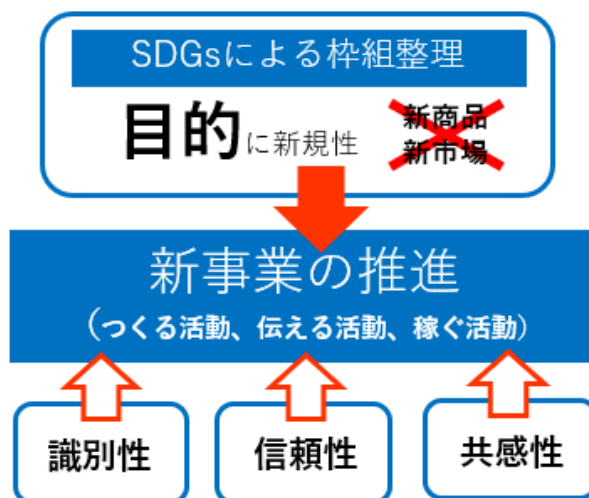 SDGsによる枠組整理
目的に新規性
新商品
新市場
新事業の推進
(つくる活動、伝える活動、稼ぐ活動)
識別性
信頼性
共感性